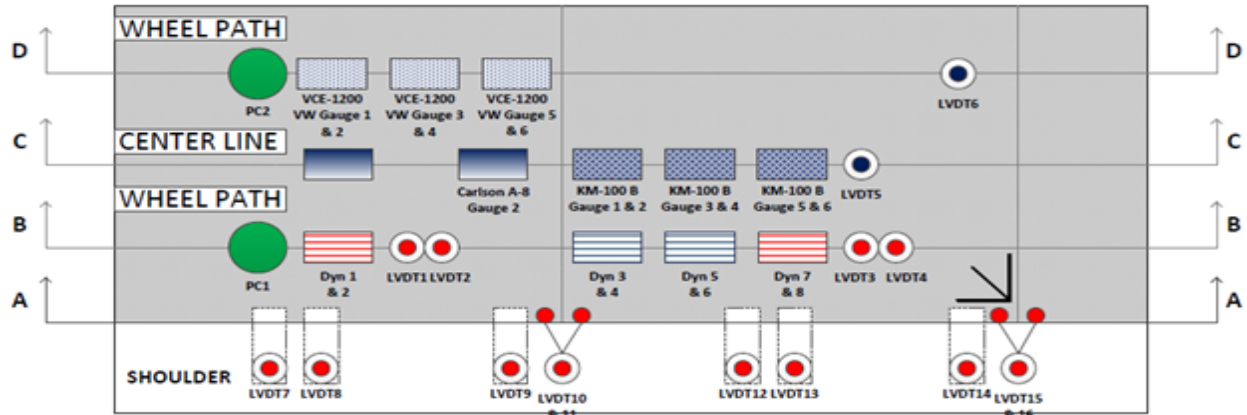 WHEEL PATH
D
D
PC2
VCE-1200
VW Gauge 1
& 2
VCE-1200
VW Gauge 3
& 4
VCE-1200
VW Gauge 5
& 6
LVDT6
C
CENTER LINE
C
Carlson A-8
Gauge 2
KM-100 B
Gauge 1 & 2
KM-100 B
Gauge 3 & 4
KM-100 B
Gauge 5 & 6
LVDT5
WHEEL PATH
B
B
PC1
Dyn 1
& 2
LVDT1
LVDT2
Dyn 3
& 4
Dyn 5
& 6
Dyn 7
& 8
LVDT3
LVDT4
A
A
SHOULDER
LVDT7
LVDT8
LVDT9
LVDT10
& 11
LVDT12
LVDT13
LVDT14
LVDT15
& 16